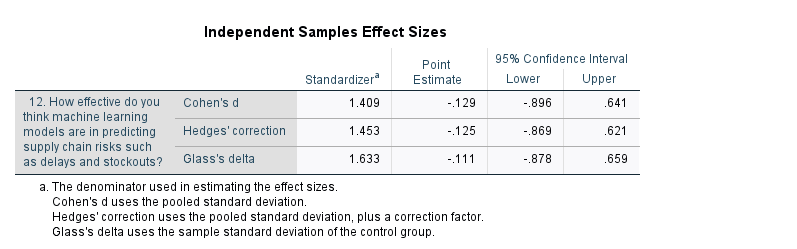 Independent Samples Effect Sizes
95% Confidence Interval
Standardizerᵃ Point Estimate Lower Upper
12. How effective do you think machine learning models are in predicting supply chain risks such as delays and stockouts?
Cohen's d 1.409 -.129 -.896 .641
Hedges' correction 1.453 -.125 -.869 .621
Glass's delta 1.633 -.111 -.878 .659
a. The denominator used in estimating the effect sizes.
Cohen's d uses the pooled standard deviation.
Hedges' correction uses the pooled standard deviation, plus a correction factor.
Glass's delta uses the sample standard deviation of the control group.